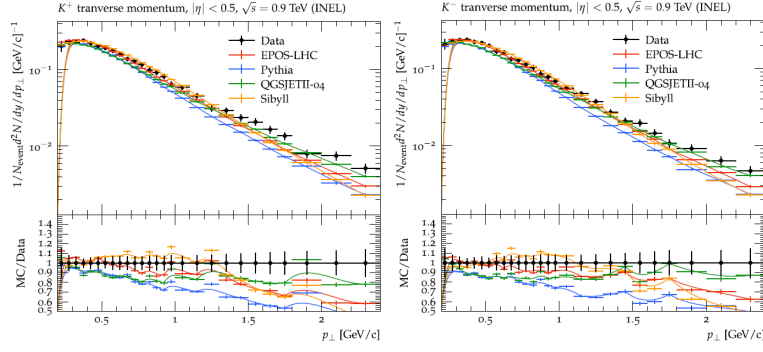 K⁺ tranverse momentum, |η| < 0.5, √s = 0.9 TeV (INEL)
1/N_event d²N/dy/dp_⊥ [GeV/c]⁻¹
10⁻¹
10⁻²
Data
EPOS-LHC
Pythia
QGSJETII-04
Sibyll
MC/Data
1.4
1.3
1.2
1.1
1
0.9
0.8
0.7
0.6
0.5
0.5
1
1.5
2
p_⊥ [GeV/c]
K⁻ tranverse momentum, |η| < 0.5, √s = 0.9 TeV (INEL)
1/N_event d²N/dy/dp_⊥ [GeV/c]⁻¹
10⁻¹
10⁻²
Data
EPOS-LHC
Pythia
QGSJETII-04
Sibyll
MC/Data
1.4
1.3
1.2
1.1
1
0.9
0.8
0.7
0.6
0.5
0.5
1
1.5
2
p_⊥ [GeV/c]